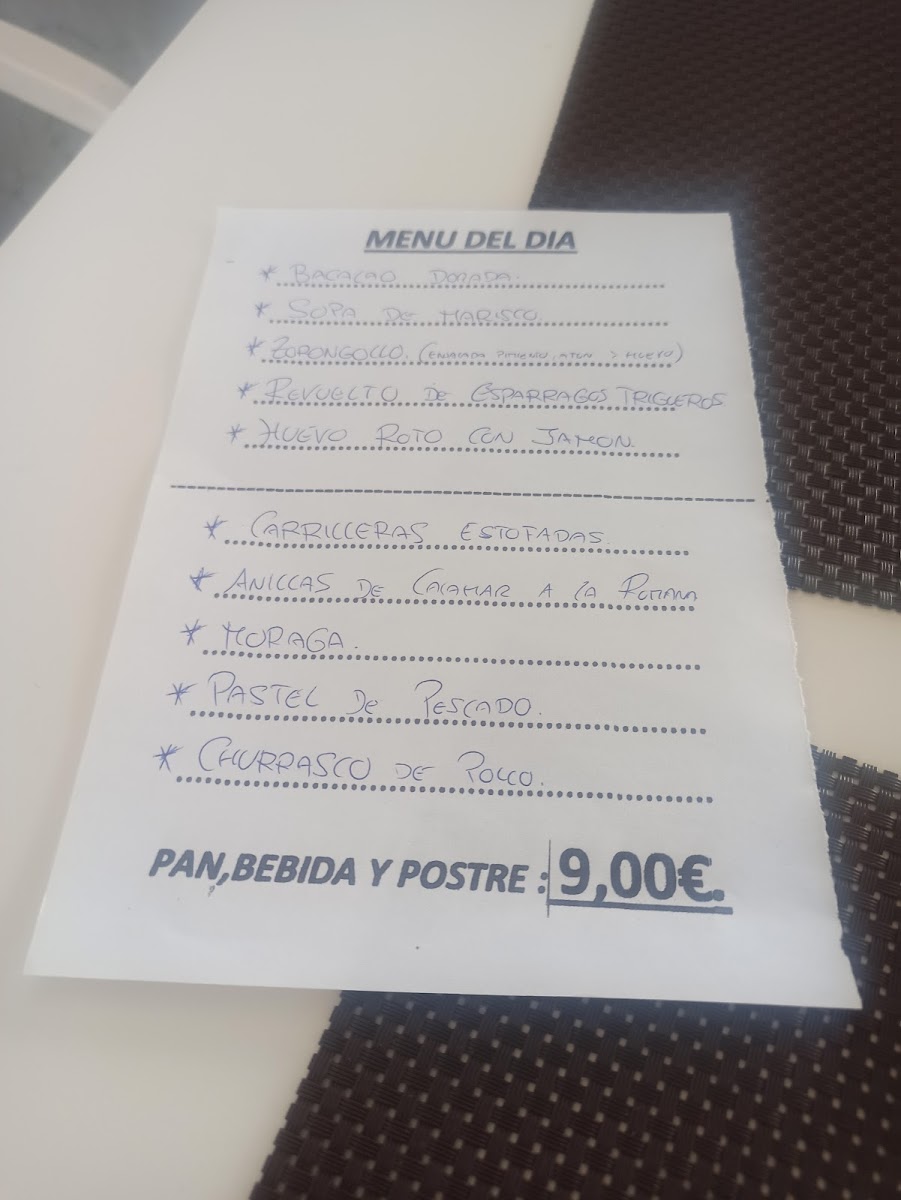 MENU DEL DIA
* BACALAO DORADA.
* SOPA DE MARISCO.
* ZORONGOLLO. (ENSALADA PIMIENTO, ATUN Y HUEVO)
* REVUELTO DE ESPARRAGOS TRIGUEROS
* HUEVO ROTO CON JAMON.
* CARRILLERAS ESTOFADAS.
* ANILLAS DE CALAMAR A LA ROMANA
* MORAGA.
* PASTEL DE PESCADO.
* CHURRASCO DE POLLO.
PAN,BEBIDA Y POSTRE : 9,00€.